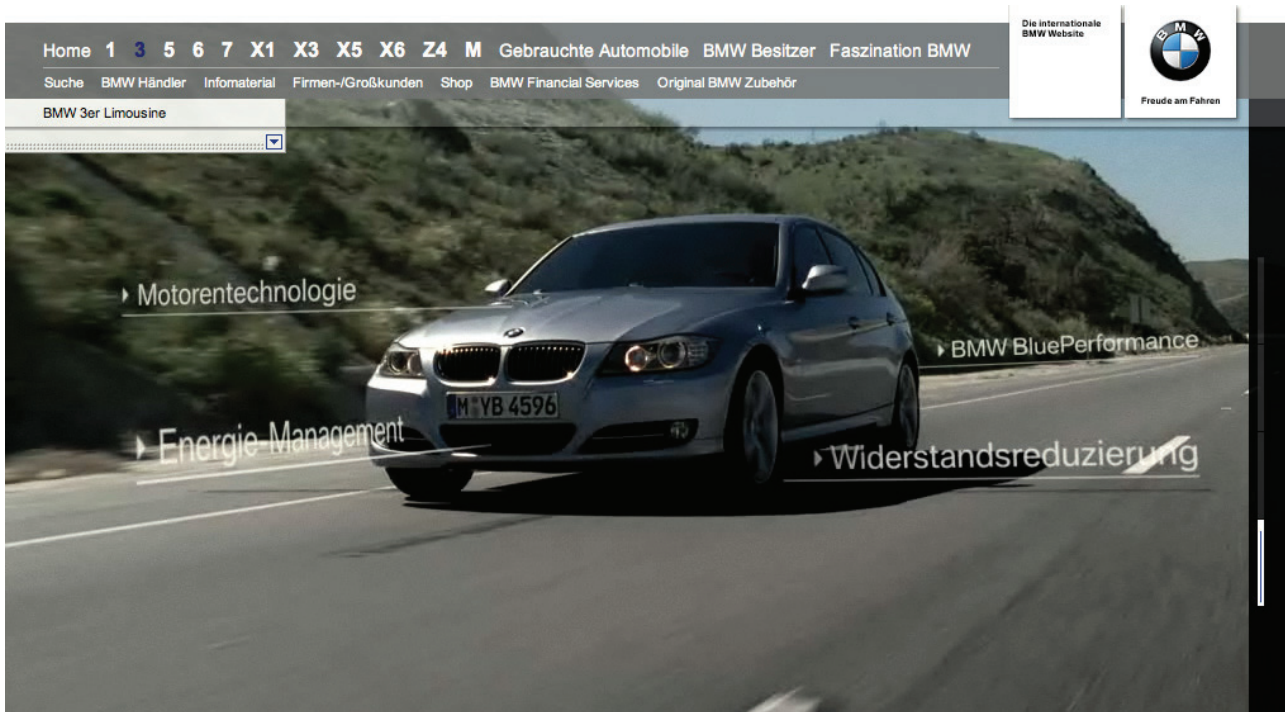 Home 1 3 5 6 7 X1 X3 X5 X6 Z4 M Gebrauchte Automobile BMW Besitzer Faszination BMW
Suche BMW Händler Infomaterial Firmen-/Großkunden Shop BMW Financial Services Original BMW Zubehör
Die internationale
BMW Website
BMW
Freude am Fahren
BMW 3er Limousine
Motorentechnologie
BMW BluePerformance
M YB 4596
Energie-Management
Widerstandsreduzierung